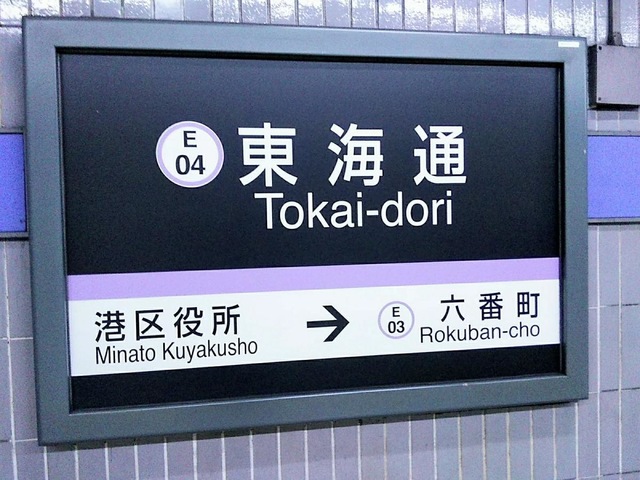 E
04
東海通
Tokai-dori
港区役所
Minato Kuyakusho
→
E
03
六番町
Rokuban-cho